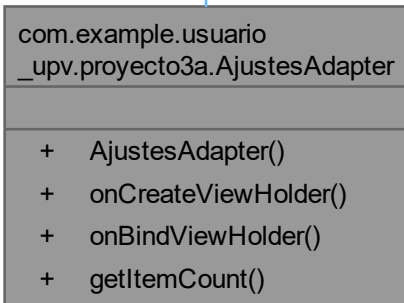 com.example.usuario
_upv.proyecto3a.AjustesAdapter
+ AjustesAdapter()
+ onCreateViewHolder()
+ onBindViewHolder()
+ getItemCount()